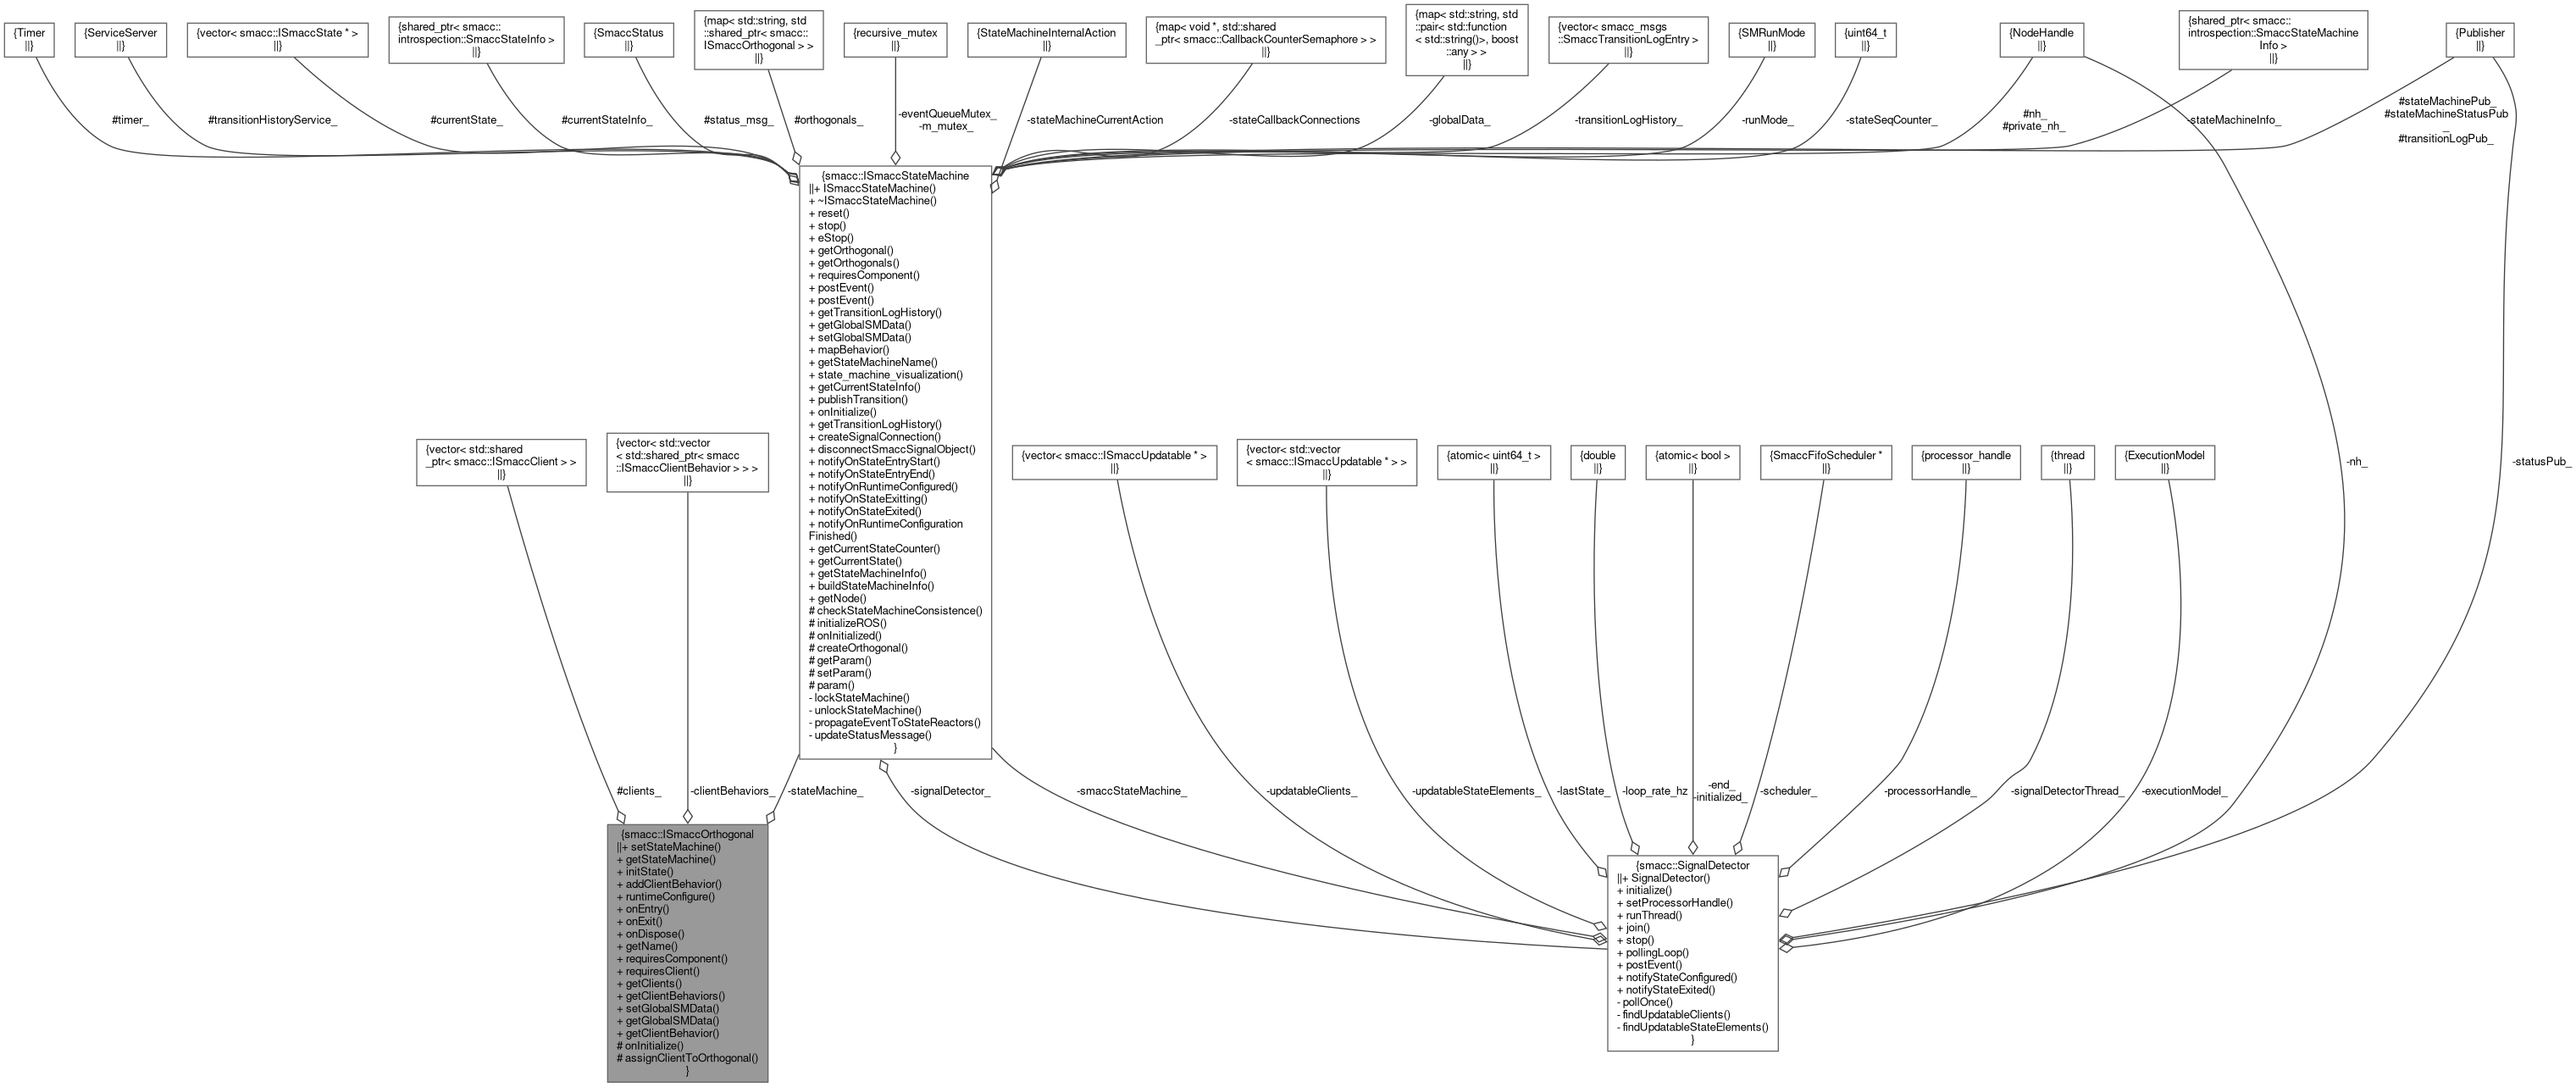 {Timer
||}
{ServiceServer
||}
{vector< smacc::ISmaccState * >
||}
{shared_ptr< smacc::
introspection::SmaccStateInfo >
||}
{SmaccStatus
||}
{map< std::string, std
::shared_ptr< smacc::
ISmaccOrthogonal > >
||}
{recursive_mutex
||}
{StateMachineInternalAction
||}
{map< void *, std::shared
_ptr< smacc::CallbackCounterSemaphore > >
||}
{map< std::string, std
::pair< std::function
< std::string()>, boost
::any > >
||}
{vector< smacc_msgs
::SmaccTransitionLogEntry >
||}
{SMRunMode
||}
{uint64_t
||}
{NodeHandle
||}
{shared_ptr< smacc::
introspection::SmaccStateMachine
Info >
||}
{Publisher
||}
#timer_
#transitionHistoryService_
#currentState_
#currentStateInfo_
#status_msg_
#orthogonals_
-eventQueueMutex_
-m_mutex_
-stateMachineCurrentAction
-stateCallbackConnections
-globalData_
-transitionLogHistory_
-runMode_
-stateSeqCounter_
#nh_
#private_nh_
-stateMachineInfo_
#stateMachinePub_
#stateMachineStatusPub
_
#transitionLogPub_
{smacc::ISmaccStateMachine
||+ ISmaccStateMachine()
+ ~ISmaccStateMachine()
+ reset()
+ stop()
+ eStop()
+ getOrthogonal()
+ getOrthogonals()
+ requiresComponent()
+ postEvent()
+ postEvent()
+ getTransitionLogHistory()
+ getGlobalSMData()
+ setGlobalSMData()
+ mapBehavior()
+ getStateMachineName()
+ state_machine_visualization()
+ getCurrentStateInfo()
+ publishTransition()
+ onInitialize()
+ getTransitionLogHistory()
+ createSignalConnection()
+ disconnectSmaccSignalObject()
+ notifyOnStateEntryStart()
+ notifyOnStateEntryEnd()
+ notifyOnRuntimeConfigured()
+ notifyOnStateExitting()
+ notifyOnStateExited()
+ notifyOnRuntimeConfiguration
Finished()
+ getCurrentStateCounter()
+ getCurrentState()
+ getStateMachineInfo()
+ buildStateMachineInfo()
+ getNode()
# checkStateMachineConsistence()
# initializeROS()
# onInitialized()
# createOrthogonal()
# getParam()
# setParam()
# param()
- lockStateMachine()
- unlockStateMachine()
- propagateEventToStateReactors()
- updateStatusMessage()
}
{vector< std::shared
_ptr< smacc::ISmaccClient > >
||}
{vector< std::vector
< std::shared_ptr< smacc
::ISmaccClientBehavior > > >
||}
{vector< smacc::ISmaccUpdatable * >
||}
{vector< std::vector
< smacc::ISmaccUpdatable * > >
||}
{atomic< uint64_t >
||}
{double
||}
{atomic< bool >
||}
{SmaccFifoScheduler *
||}
{processor_handle
||}
{thread
||}
{ExecutionModel
||}
-nh_
-statusPub_
#clients_
-clientBehaviors_
-stateMachine_
-signalDetector_
-smaccStateMachine_
-updatableClients_
-updatableStateElements_
-lastState_
-loop_rate_hz
-end_
-initialized_
-scheduler_
-processorHandle_
-signalDetectorThread_
-executionModel_
{smacc::ISmaccOrthogonal
||+ setStateMachine()
+ getStateMachine()
+ initState()
+ addClientBehavior()
+ runtimeConfigure()
+ onEntry()
+ onExit()
+ onDispose()
+ getName()
+ requiresComponent()
+ requiresClient()
+ getClients()
+ getClientBehaviors()
+ setGlobalSMData()
+ getGlobalSMData()
+ getClientBehavior()
# onInitialize()
# assignClientToOrthogonal()
}
{smacc::SignalDetector
||+ SignalDetector()
+ initialize()
+ setProcessorHandle()
+ runThread()
+ join()
+ stop()
+ pollingLoop()
+ postEvent()
+ notifyStateConfigured()
+ notifyStateExited()
- pollOnce()
- findUpdatableClients()
- findUpdatableStateElements()
}